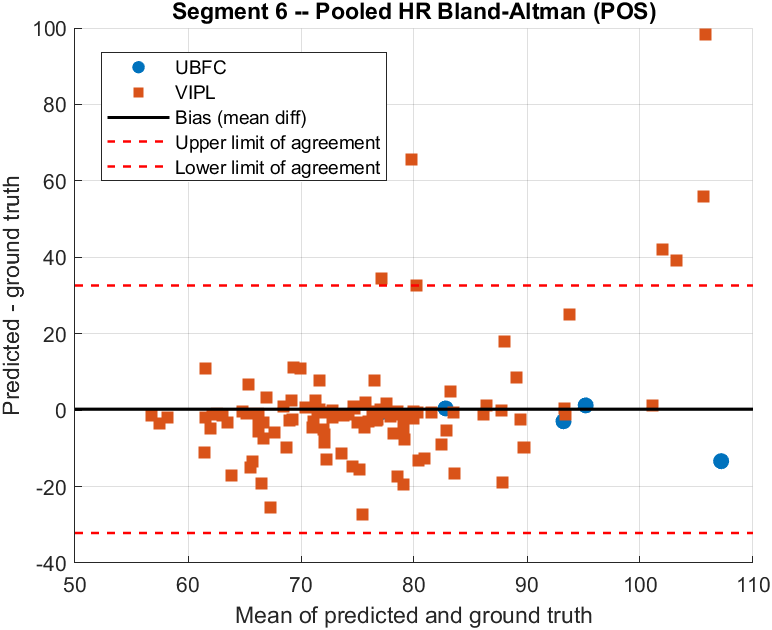 Segment 6 -- Pooled HR Bland-Altman (POS)
UBFC
VIPL
Bias (mean diff)
Upper limit of agreement
Lower limit of agreement
Predicted - ground truth
100
80
60
40
20
0
-20
-40
50
60
70
80
90
100
110
Mean of predicted and ground truth